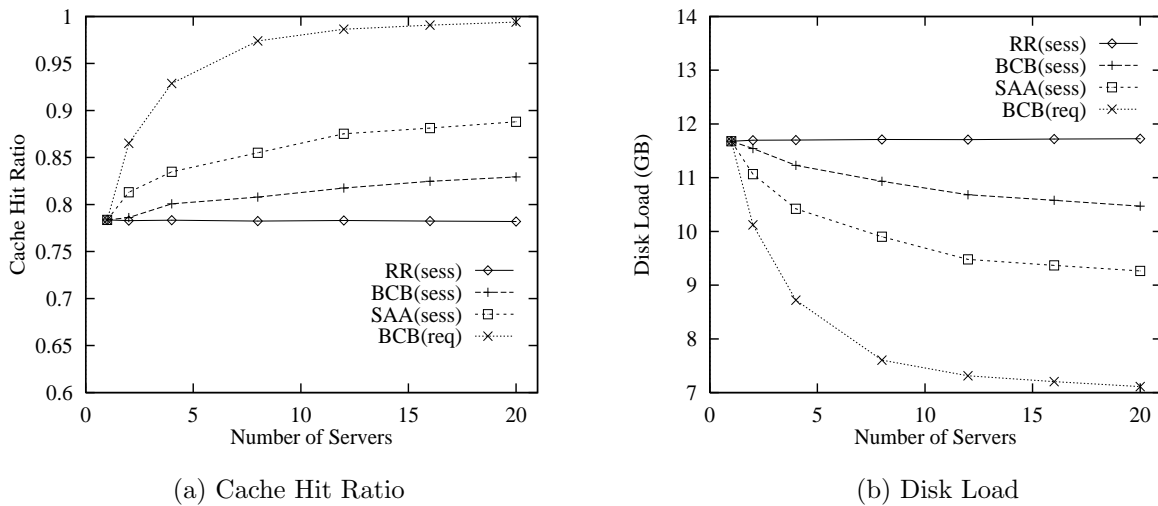 1
0.95
0.9
0.85
0.8
0.75
0.7
0.65
0.6
Cache Hit Ratio
0 5 10 15 20
Number of Servers
RR(sess)
BCB(sess)
SAA(sess)
BCB(req)
(a) Cache Hit Ratio
14
13
12
11
10
9
8
7
Disk Load (GB)
0 5 10 15 20
Number of Servers
RR(sess)
BCB(sess)
SAA(sess)
BCB(req)
(b) Disk Load